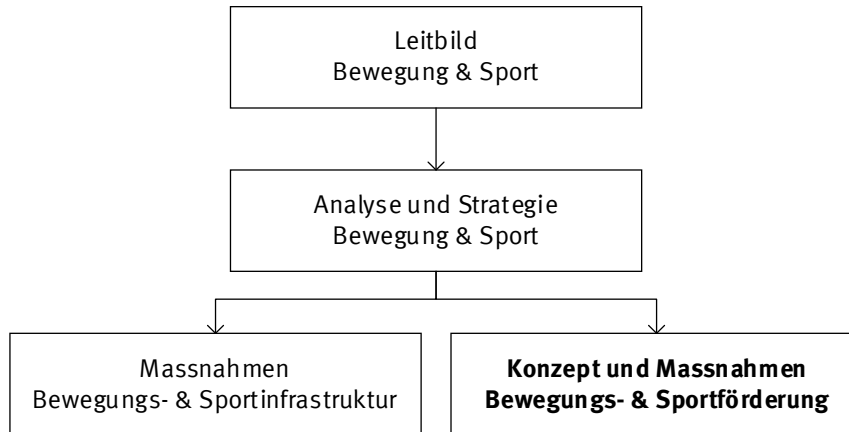 Leitbild
Bewegung & Sport
Analyse und Strategie
Bewegung & Sport
Massnahmen
Bewegungs- & Sportinfrastruktur
Konzept und Massnahmen
Bewegungs- & Sportförderung